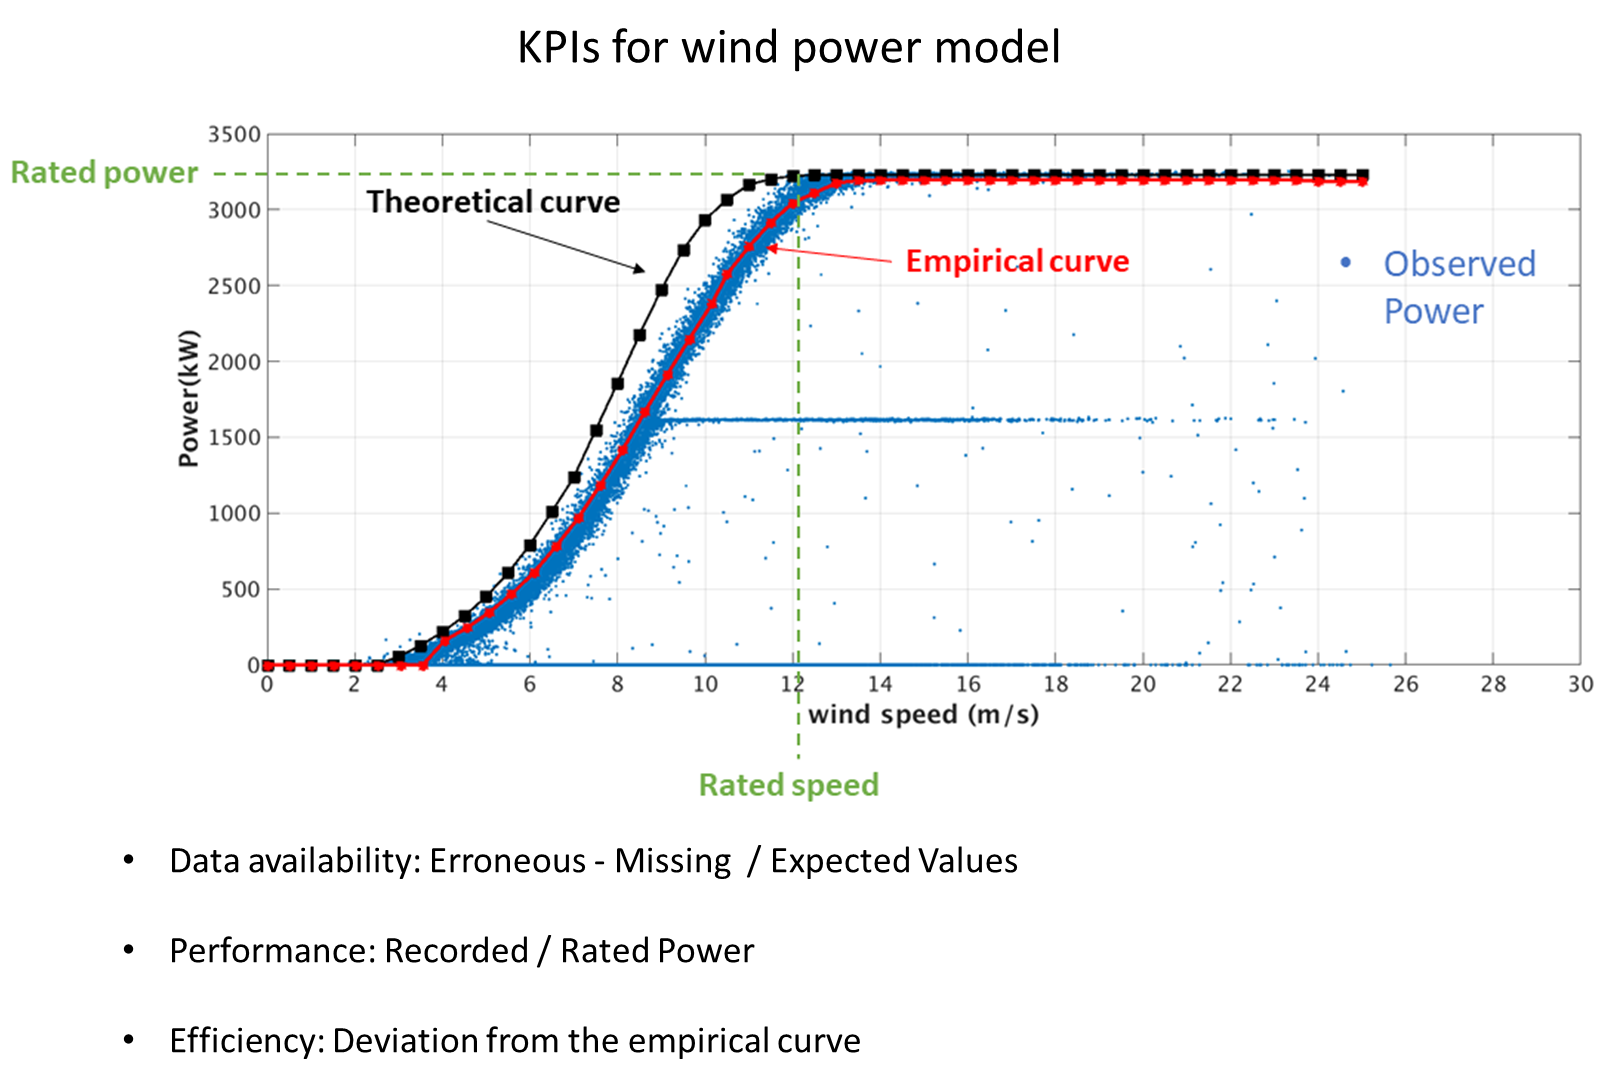 KPIs for wind power model
3500
Rated power
Theoretical curve
3000
Empirical curve
Observed
Power
2500
2000
Power(kW)
1500
1000
500
0
0 2 4 6 8 10 12 14 16 18 20 22 24 26 28 30
wind speed (m/s)
Rated speed
• Data availability: Erroneous - Missing / Expected Values
• Performance: Recorded / Rated Power
• Efficiency: Deviation from the empirical curve